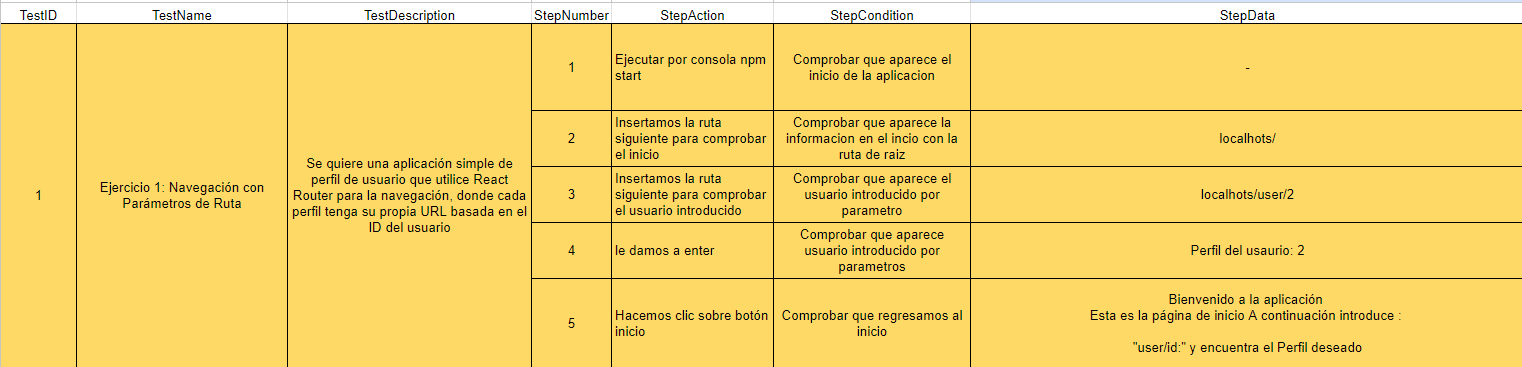 TestID TestName TestDescription StepNumber StepAction StepCondition StepData
1
Ejercicio 1: Navegación con
Parámetros de Ruta
Se quiere una aplicación simple de
perfil de usuario que utilice React
Router para la navegación, donde cada
perfil tenga su propia URL basada en el
ID del usuario
1
Ejecutar por consola npm
start
Comprobar que aparece el
inicio de la aplicacion
-
2
Insertamos la ruta
siguiente para comprobar
el inicio
Comprobar que aparece la
informacion en el incio con la
ruta de raiz
localhots/
3
Insertamos la ruta
siguiente para comprobar
el usuario introducido
Comprobar que aparece el
usuario introducido por
parametro
localhots/user/2
4
le damos a enter
Comprobar que aparece
usuario introducido por
parametros
Perfil del usaurio: 2
5
Hacemos clic sobre botón
inicio
Comprobar que regresamos al
inicio
Bienvenido a la aplicación
Esta es la página de inicio A continuación introduce :
"user/id:" y encuentra el Perfil deseado